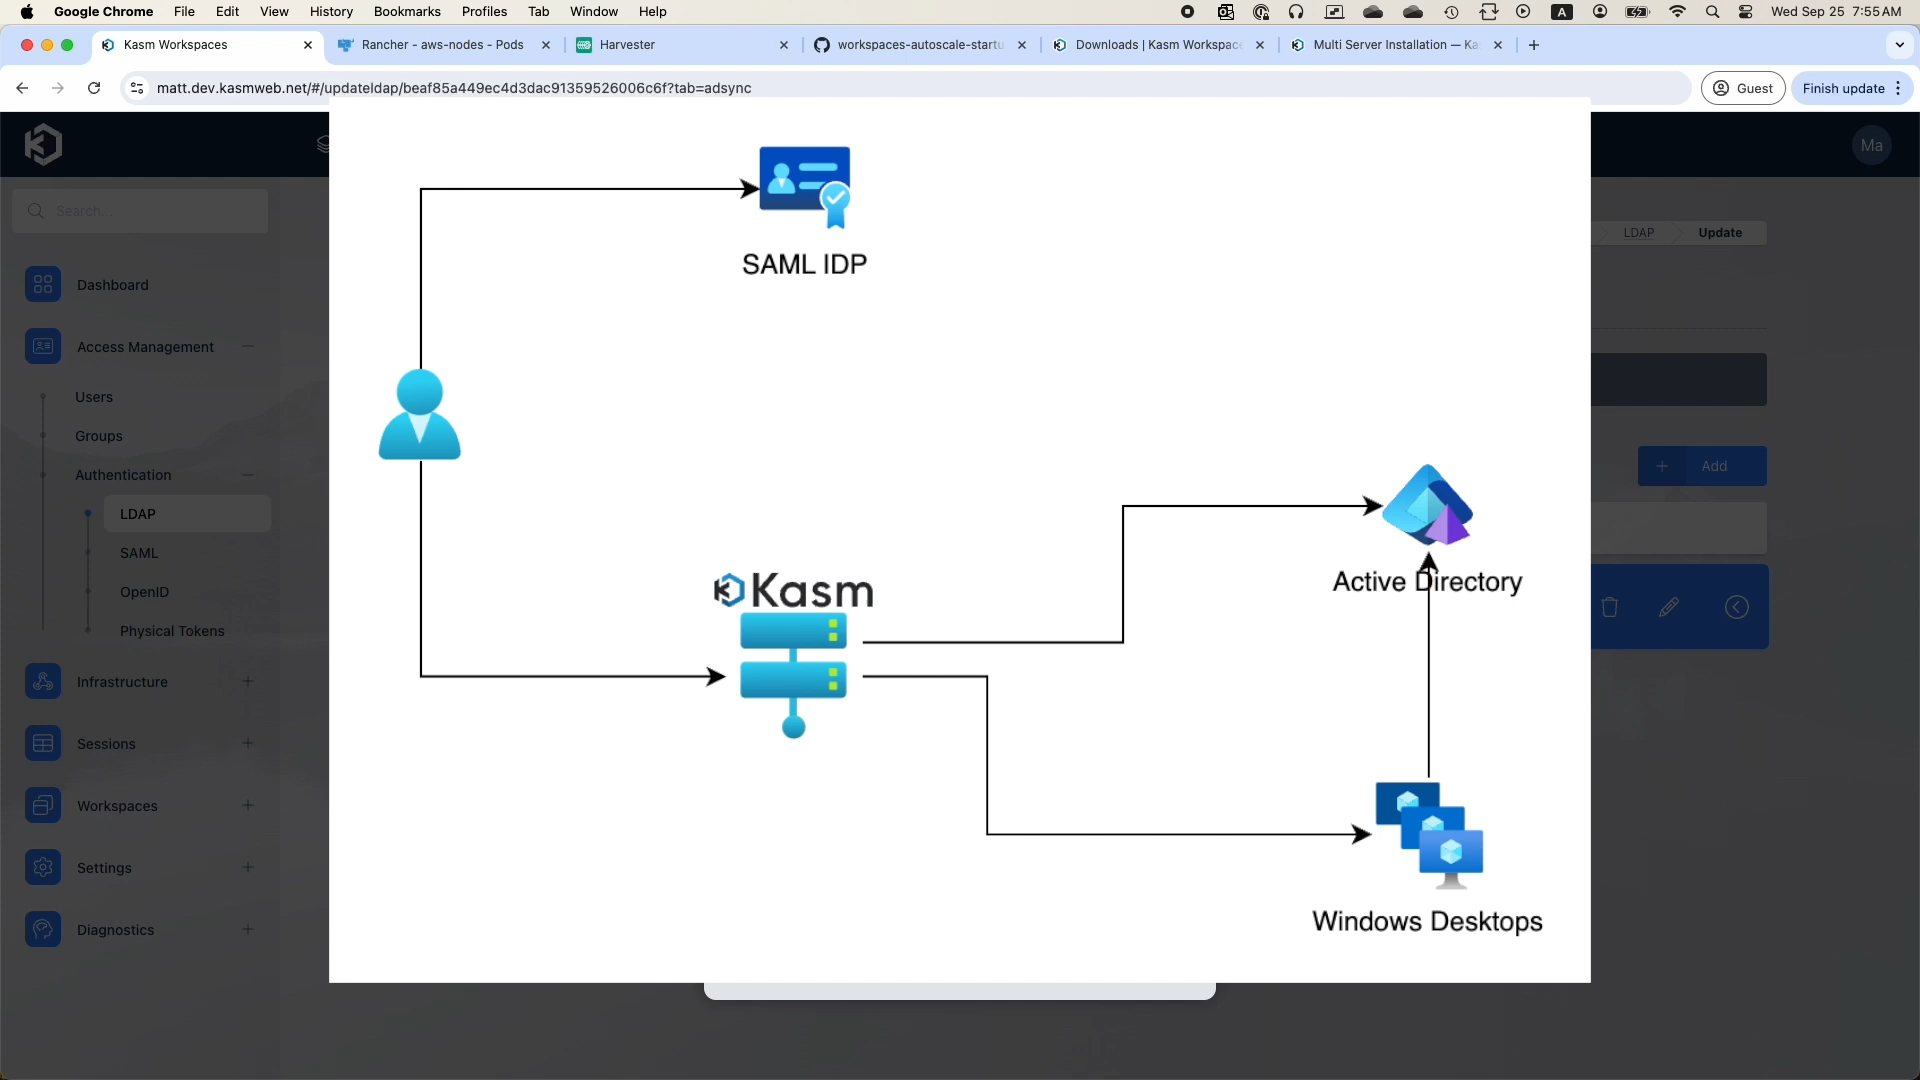 Google Chrome File Edit View History Bookmarks Profiles Tab Window Help A Wed Sep 25 7:55 AM
Kasm Workspaces Rancher - aws-nodes - Pods Harvester workspaces-autoscale-startu Downloads | Kasm Workspace Multi Server Installation — Ka
matt.dev.kasmweb.net/#/updateldap/beaf85a449ec4d3dac91359526006c6f?tab=adsync Guest Finish update
Ma
Search...
LDAP Update
SAML IDP
Dashboard
Access Management
Users
Groups
Authentication
Add
LDAP
SAML
OpenID
Physical Tokens
Kasm
Active Directory
Infrastructure
Sessions
Workspaces
Settings
Windows Desktops
Diagnostics